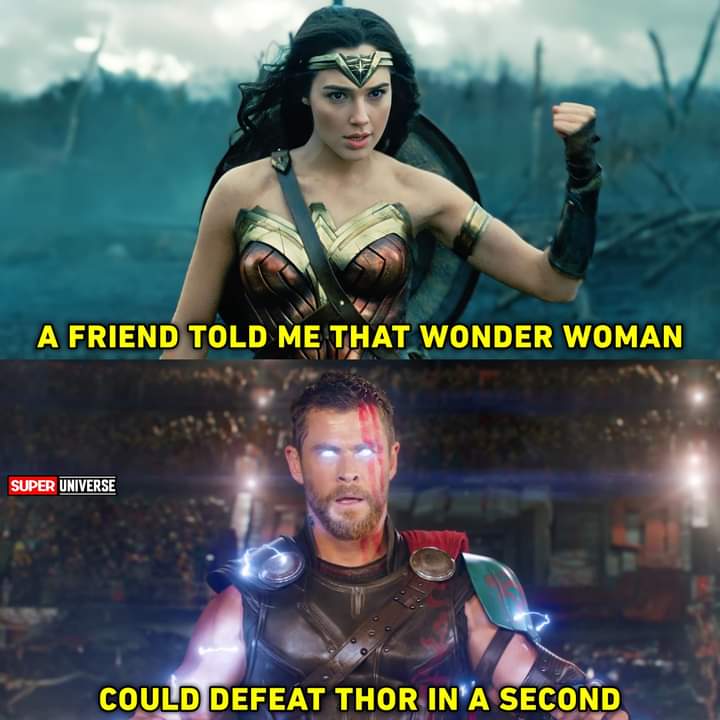 A FRIEND TOLD ME THAT WONDER WOMAN
SUPER UNIVERSE
COULD DEFEAT THOR IN A SECOND